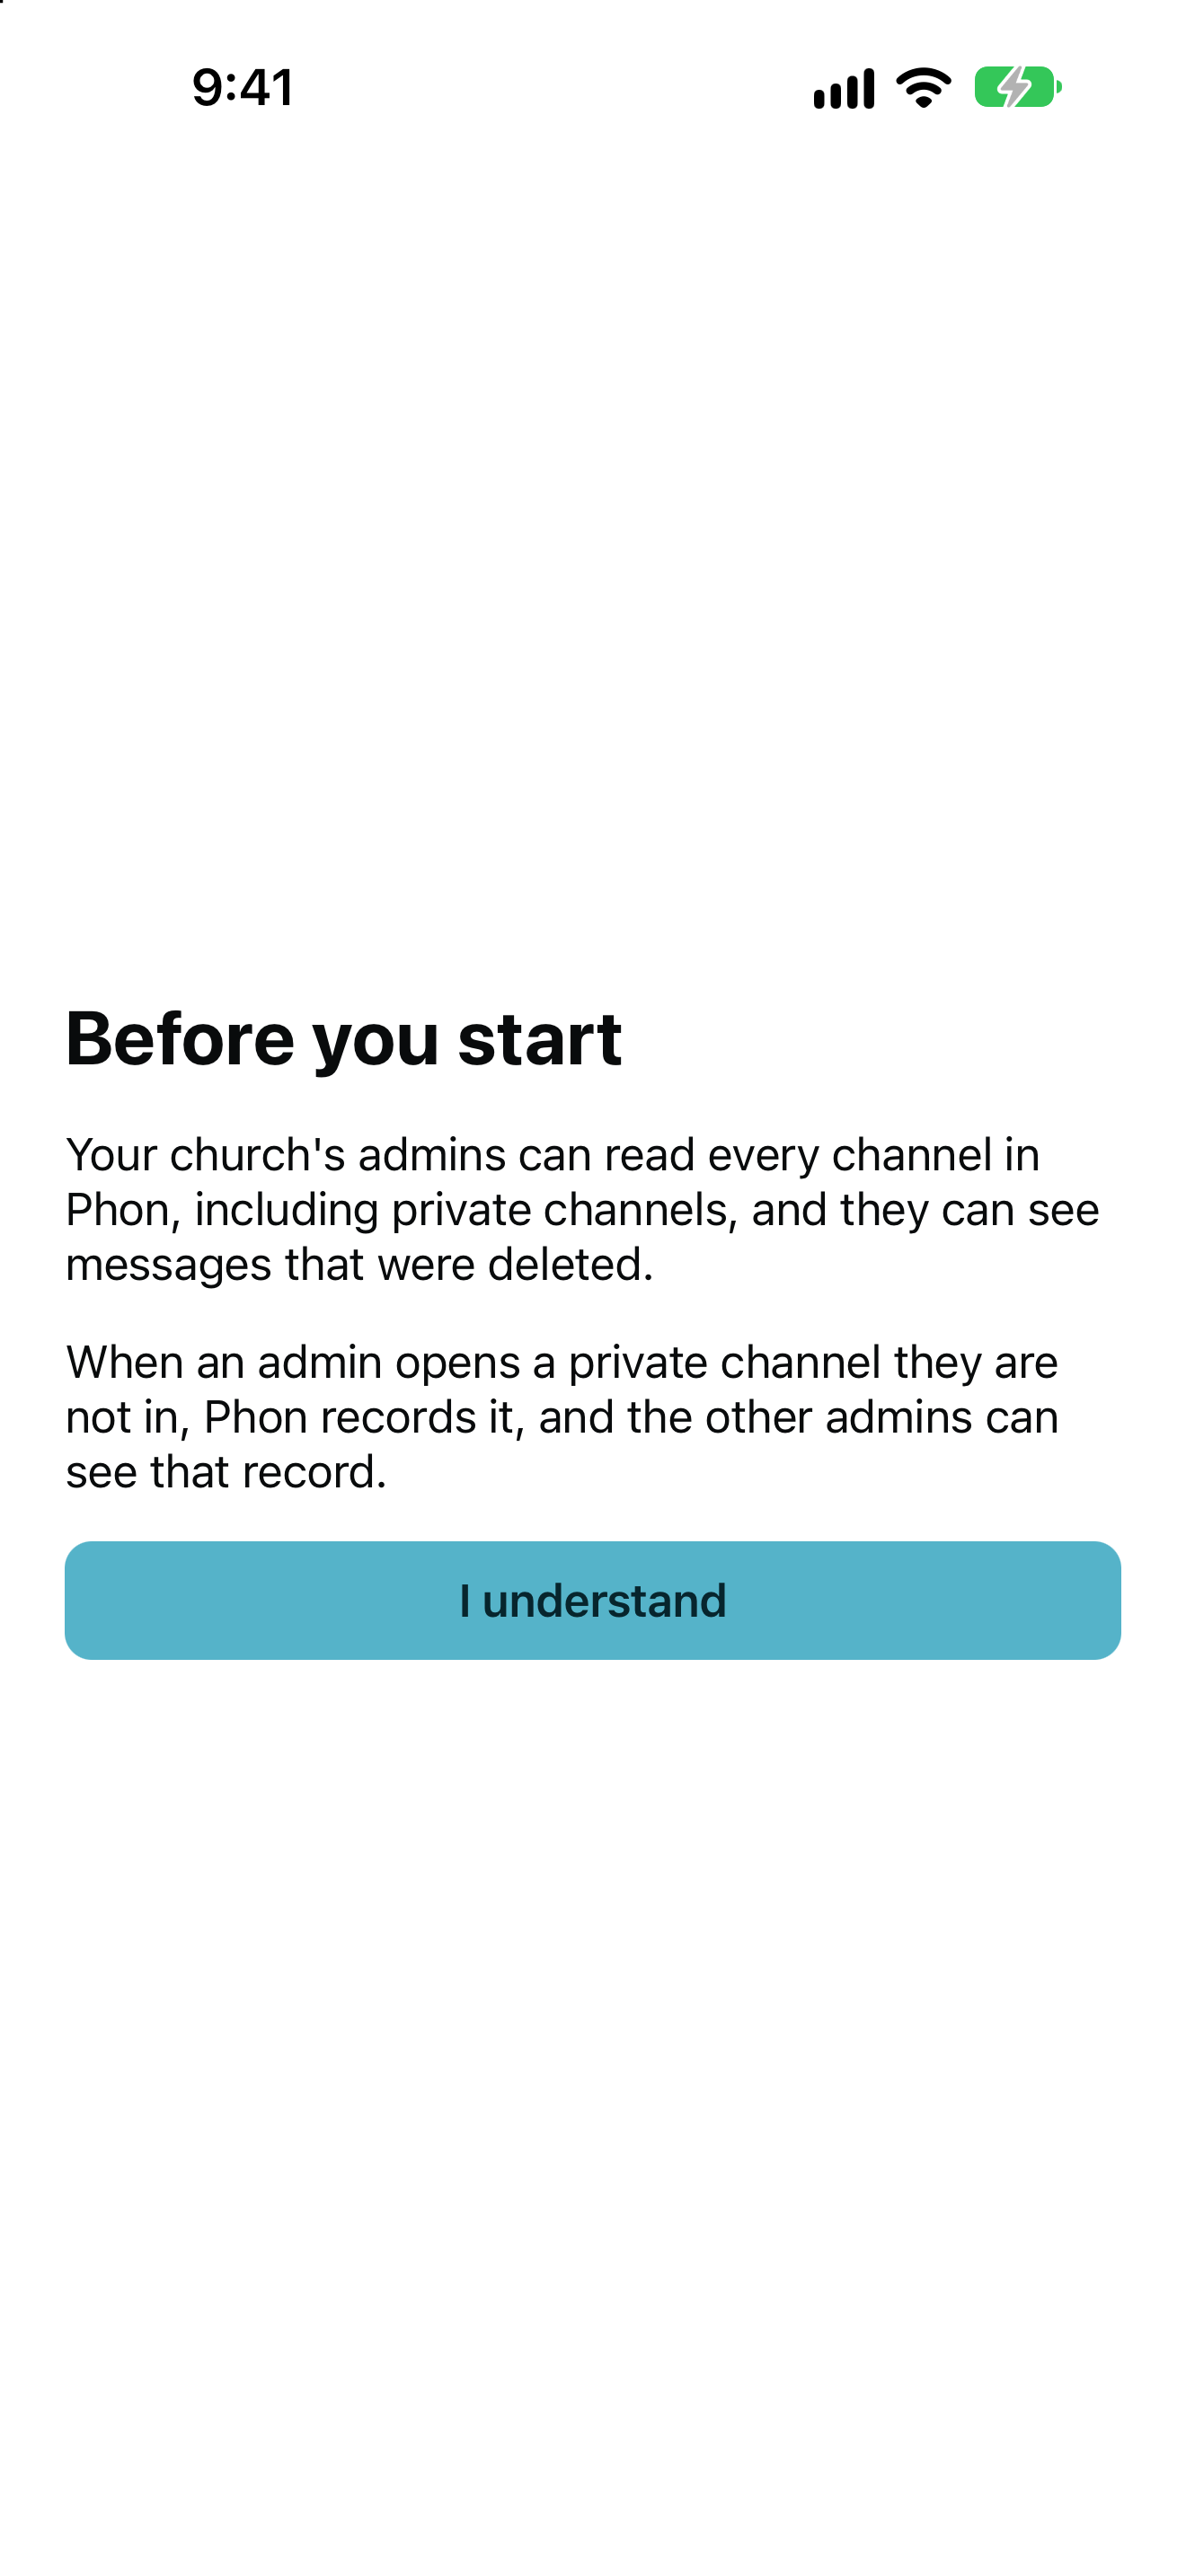 9:41
Before you start
Your church's admins can read every channel in
Phon, including private channels, and they can see
messages that were deleted.
When an admin opens a private channel they are
not in, Phon records it, and the other admins can
see that record.
I understand